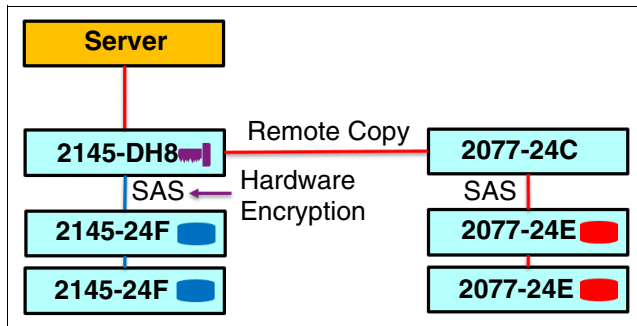 Server
Remote Copy
2145-DH8
2077-24C
SAS
Hardware
Encryption
SAS
2145-24F
2077-24E
2145-24F
2077-24E